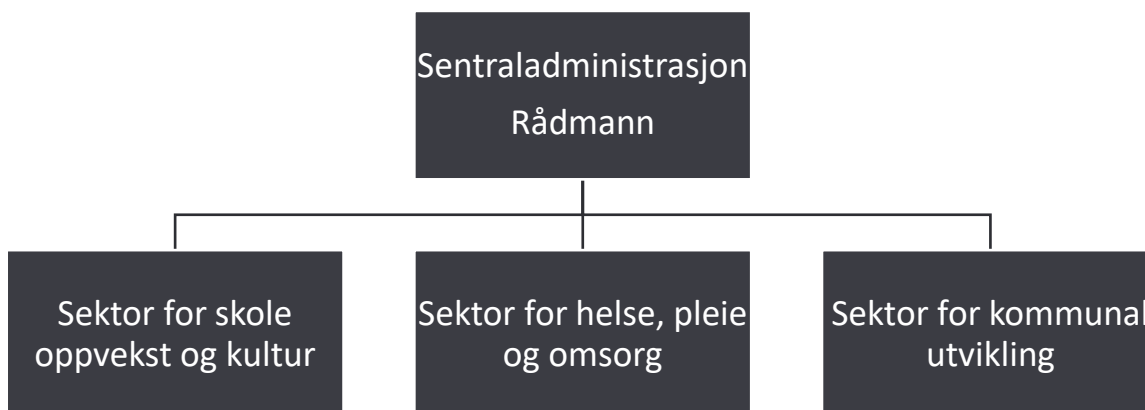 Sentraladministrasjon
Rådmann
Sektor for skole
oppvekst og kultur
Sektor for helse, pleie
og omsorg
Sektor for kommunal
utvikling